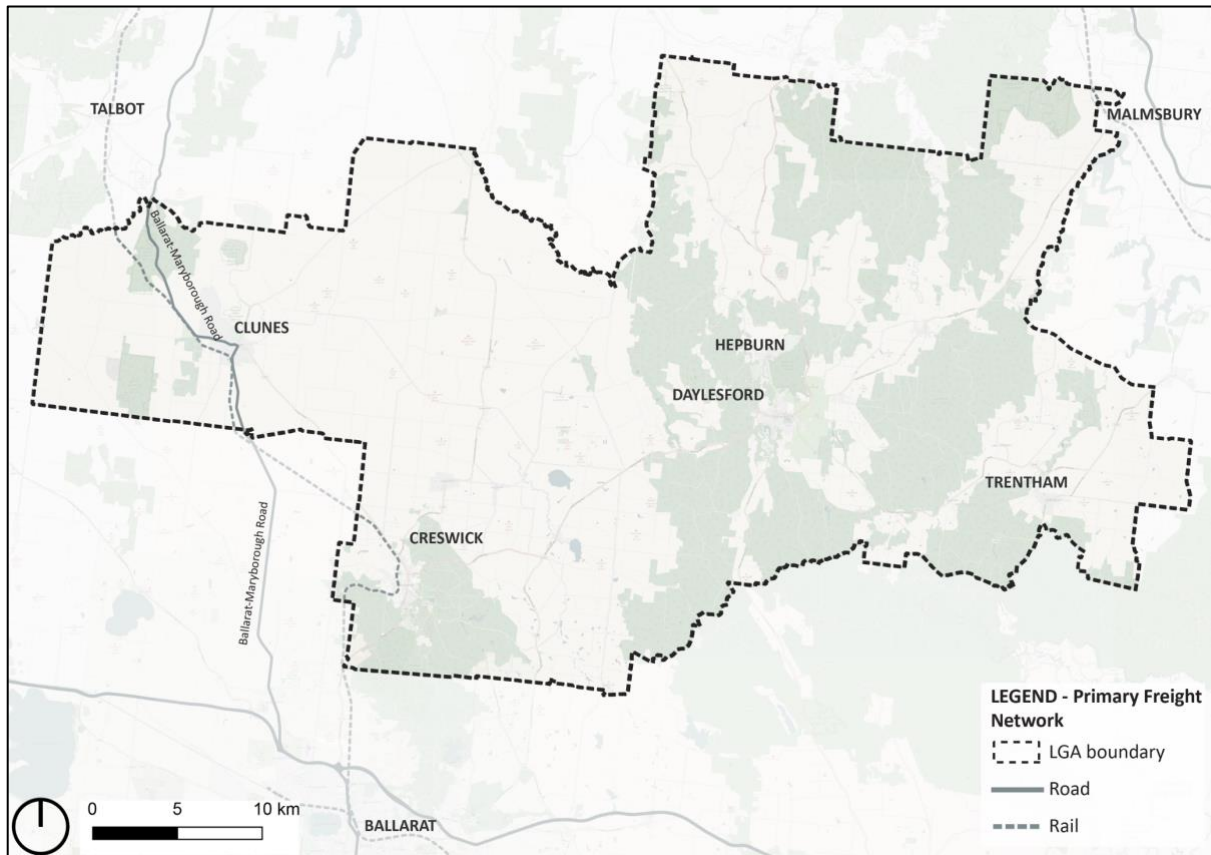 TALBOT
MALMSBURY
Ballarat-Maryborough Road
CLUNES
HEPBURN
DAYLESFORD
TRENTHAM
CRESWICK
Ballarat-Maryborough Road
BALLARAT
LEGEND - Primary Freight
Network
LGA boundary
Road
Rail
0 5 10 km